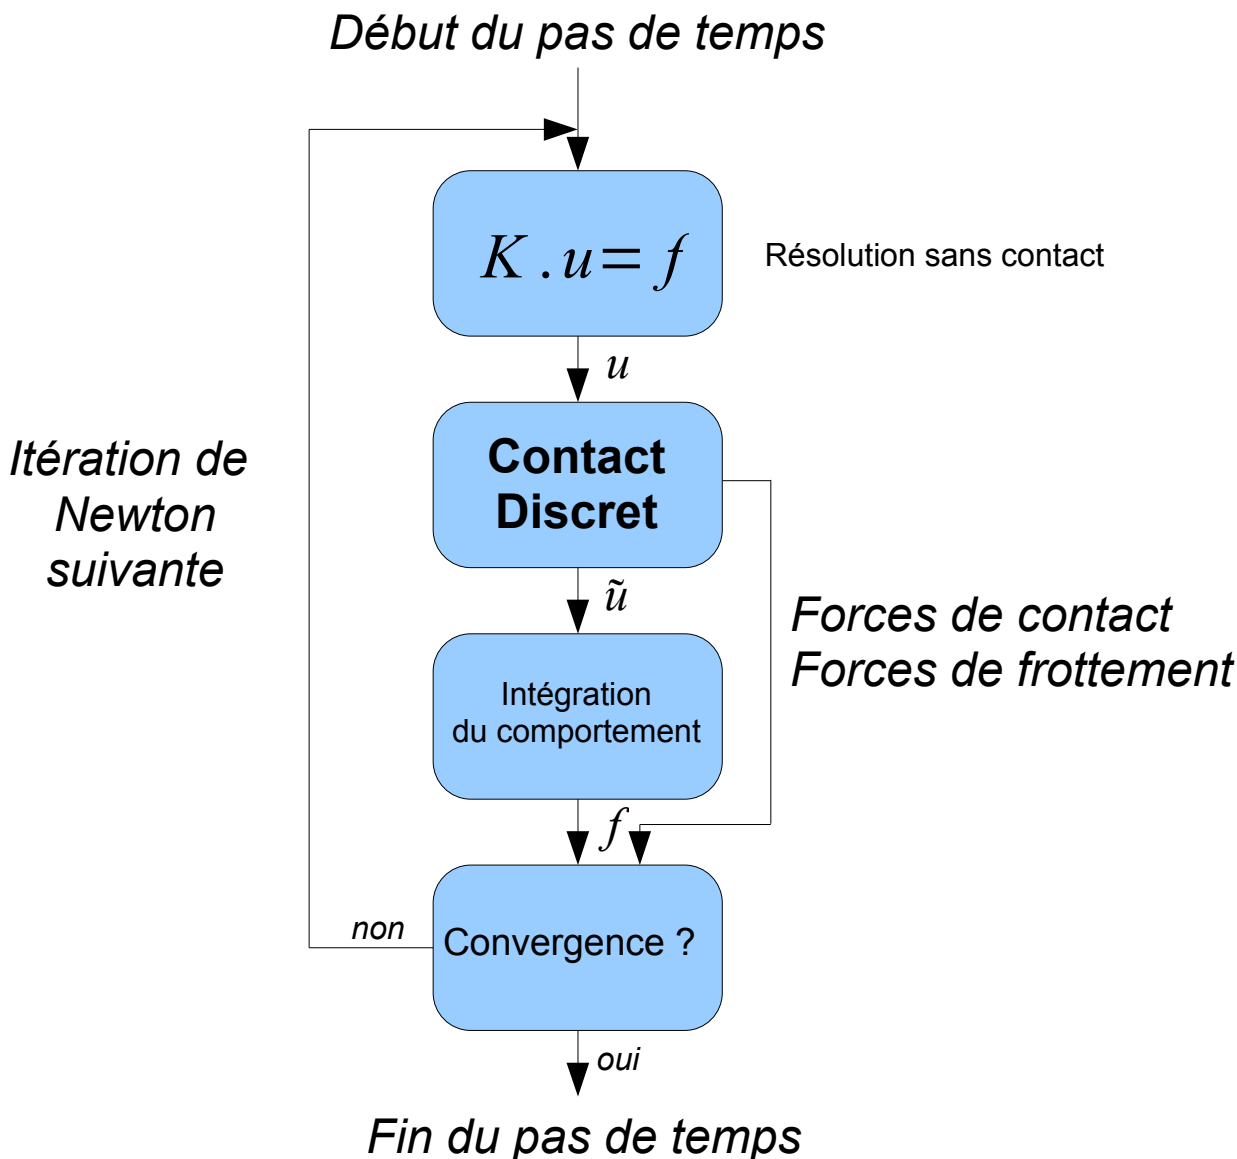 Début du pas de temps
K . u = f
Résolution sans contact
u
Contact
Discret
Itération de
Newton
suivante
ũ
Forces de contact
Forces de frottement
Intégration
du comportement
f
non
Convergence ?
oui
Fin du pas de temps